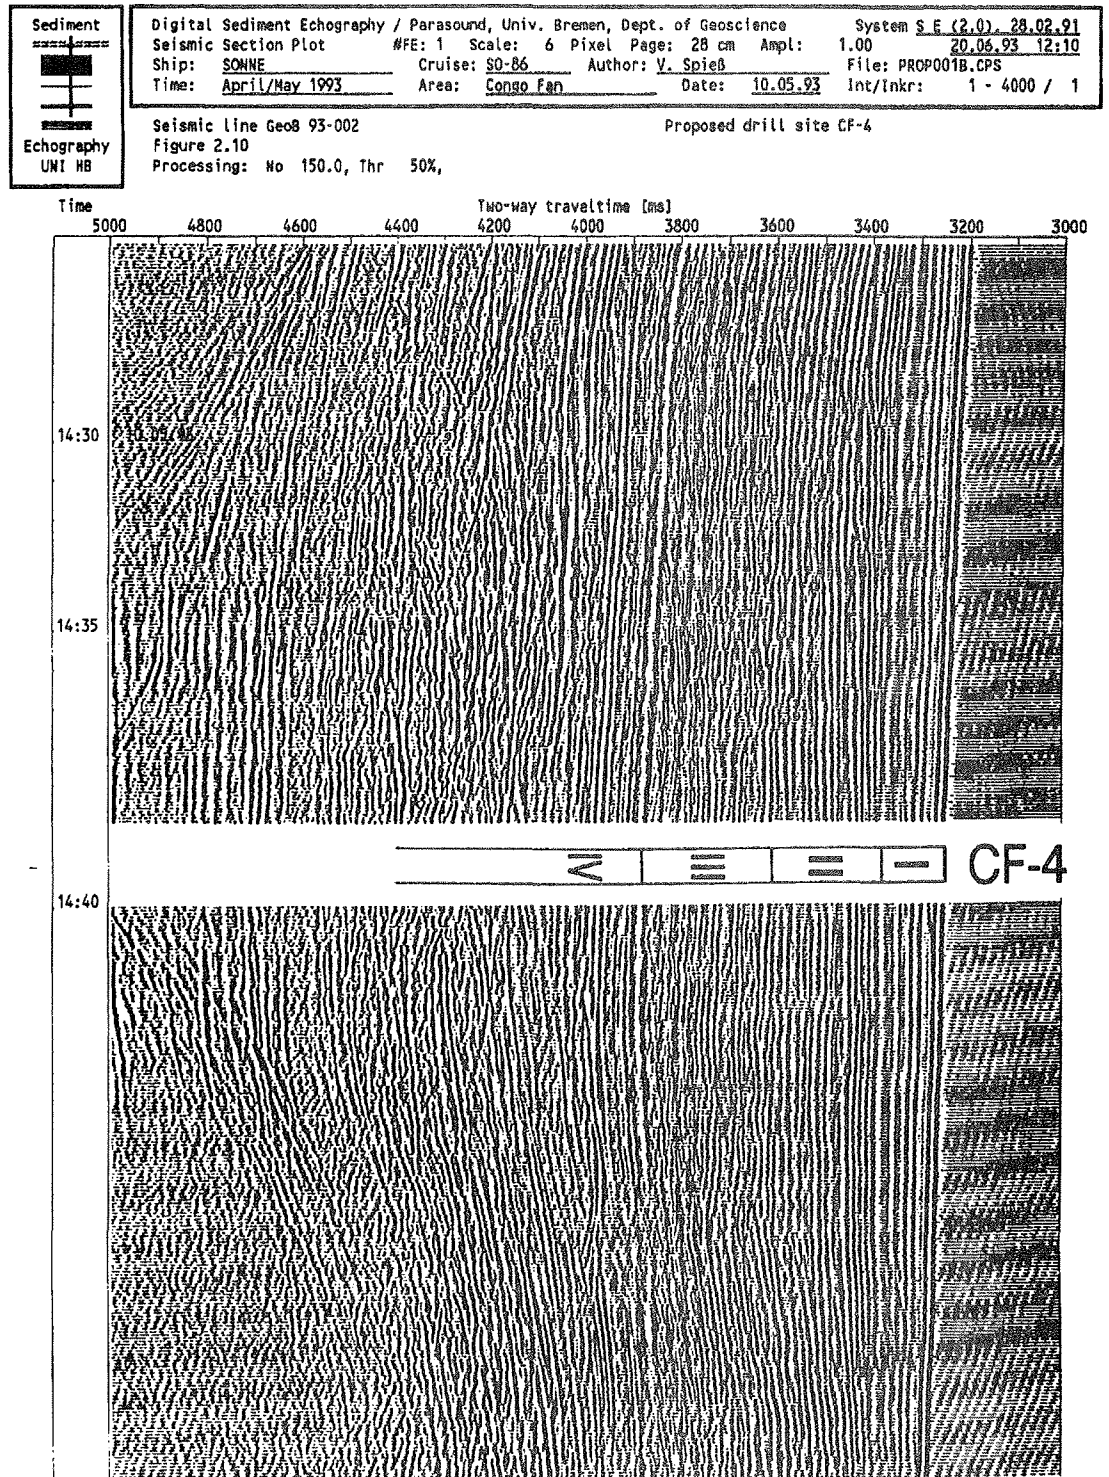 Sediment
Echography
UNI HB
Digital Sediment Echography / Parasound, Univ. Bremen, Dept. of Geoscience System S E (2.0), 28.02.91
Seismic Section Plot #FE: 1 Scale: 6 Pixel Page: 28 cm Ampl: 1.00 20.06.93 12:10
Ship: SONNE Cruise: SO-86 Author: V. Spieß File: PROP001B.CPS
Time: April/May 1993 Area: Congo Fan Date: 10.05.93 Int/Inkr: 1 - 4000 / 1
Seismic line GeoB 93-002 Proposed drill site CF-4
Figure 2.10
Processing: No 150.0, Thr 50%,
Time Two-way traveltime [ms]
5000 4800 4600 4400 4200 4000 3800 3600 3400 3200 3000
14:30
14:35
IV III II I CF-4
14:40